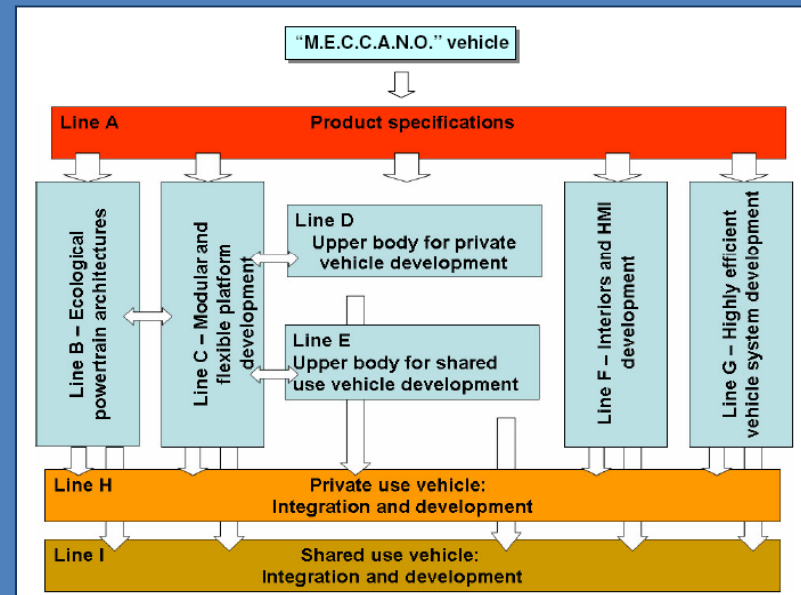 “M.E.C.C.A.N.O.” vehicle
Line A
Product specifications
Line B – Ecological
powertrain architectures
Line C – Modular and
flexible platform
development
Line D
Upper body for private
vehicle development
Line E
Upper body for shared
use vehicle development
Line F – Interiors and HMI
development
Line G – Highly efficient
vehicle system development
Line H
Private use vehicle:
Integration and development
Line I
Shared use vehicle:
Integration and development